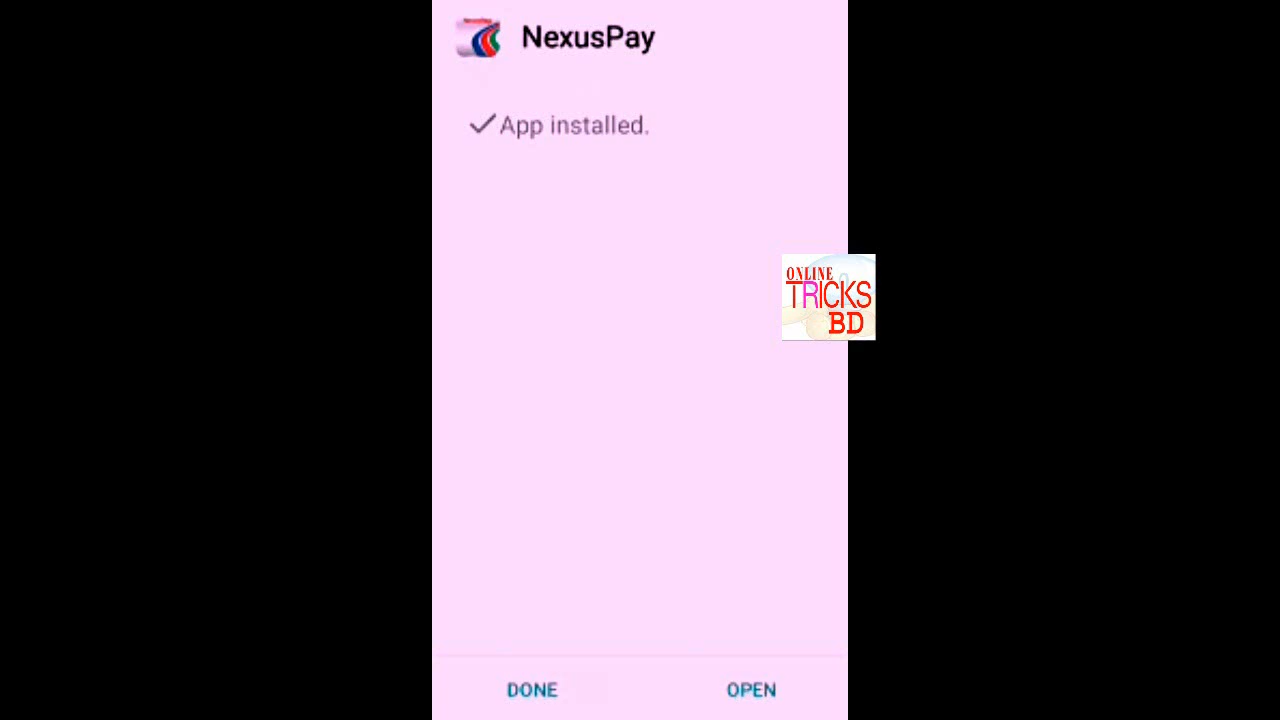 NexusPay
App installed.
ONLINE
TRICKS
BD
DONE
OPEN